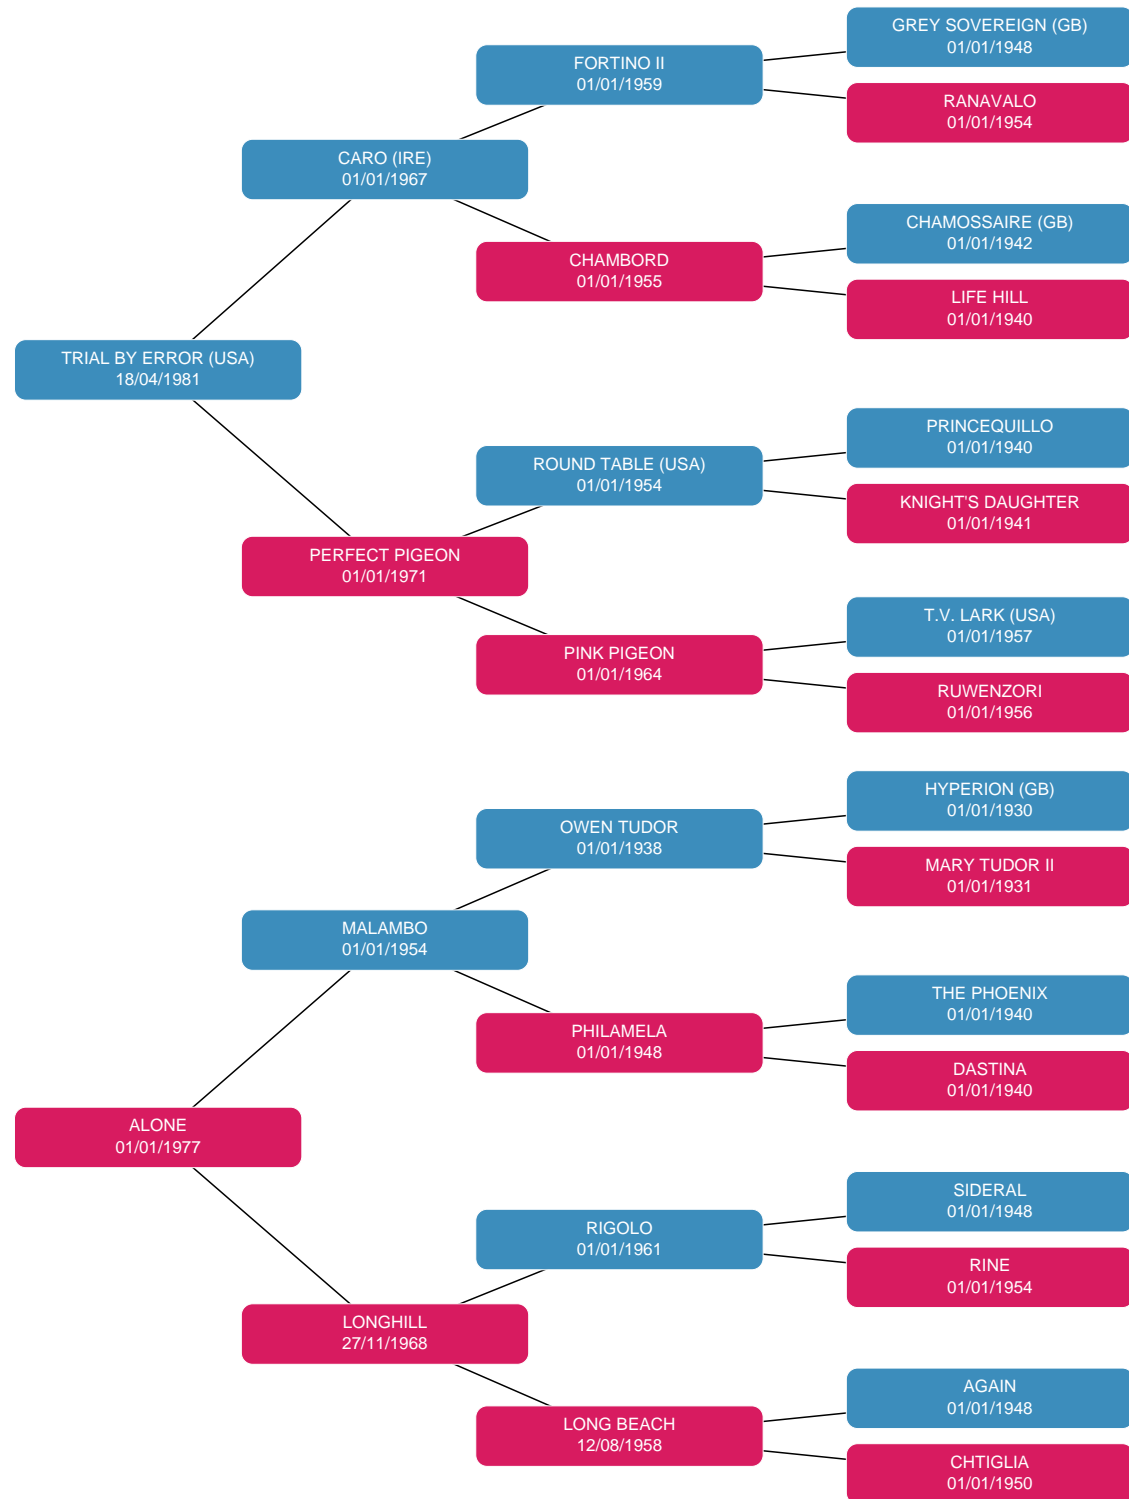 GREY SOVEREIGN (GB)
01/01/1948
FORTINO II
01/01/1959
RANAVALO
01/01/1954
CARO (IRE)
01/01/1967
CHAMOSSAIRE (GB)
01/01/1942
CHAMBORD
01/01/1955
LIFE HILL
01/01/1940
TRIAL BY ERROR (USA)
18/04/1981
PRINCEQUILLO
01/01/1940
ROUND TABLE (USA)
01/01/1954
KNIGHT'S DAUGHTER
01/01/1941
PERFECT PIGEON
01/01/1971
T.V. LARK (USA)
01/01/1957
PINK PIGEON
01/01/1964
RUWENZORI
01/01/1956
HYPERION (GB)
01/01/1930
OWEN TUDOR
01/01/1938
MARY TUDOR II
01/01/1931
MALAMBO
01/01/1954
THE PHOENIX
01/01/1940
PHILAMELA
01/01/1948
DASTINA
01/01/1940
ALONE
01/01/1977
SIDERAL
01/01/1948
RIGOLO
01/01/1961
RINE
01/01/1954
LONGHILL
27/11/1968
AGAIN
01/01/1948
LONG BEACH
12/08/1958
CHTIGLIA
01/01/1950